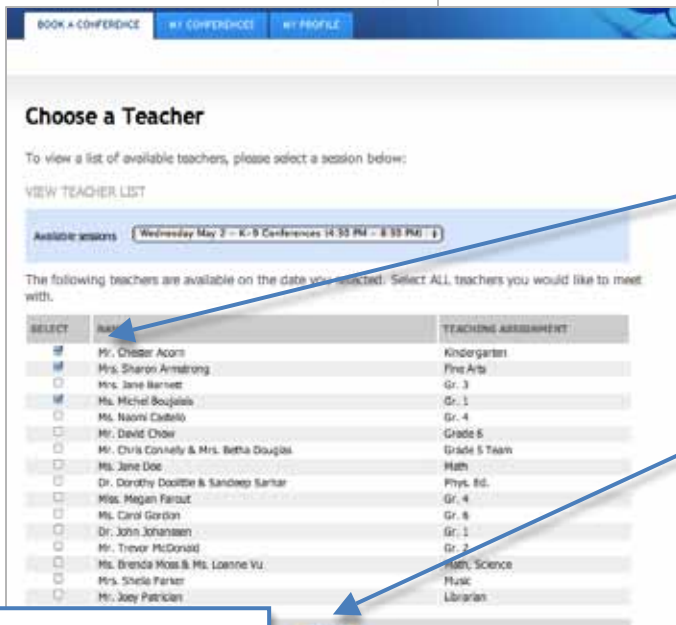 BOOK A CONFERENCE MY CONFERENCES MY PROFILE
Choose a Teacher
To view a list of available teachers, please select a session below:
VIEW TEACHER LIST
Available sessions Wednesday May 2 - K-9 Conferences (4:30 PM - 8:30 PM)
The following teachers are available on the date you selected. Select ALL teachers you would like to meet
with.
SELECT TEACHING ASSIGNMENT
Mr. Chester Acorn Kindergarten
Mrs. Sharon Armstrong Fine Arts
Mrs. Jane Barnett Gr. 3
Ms. Michel Boujalais Gr. 1
Ms. Naomi Castello Gr. 4
Mr. David Chow Grade 6
Mr. Chris Connelly & Mrs. Betha Douglas Grade 5 Team
Ms. Jane Doe Math
Dr. Dorothy Doolittle & Sandeep Sarhar Phys. Ed.
Miss. Megan Farout Gr. 4
Ms. Carol Gordon Gr. 6
Dr. John Johanssen Gr. 1
Mr. Trevor McDonald Gr. 2
Ms. Brenda Moss & Ms. Loanne Vu Math, Science
Mrs. Sheila Parker Music
Mr. Joey Patrician Librarian